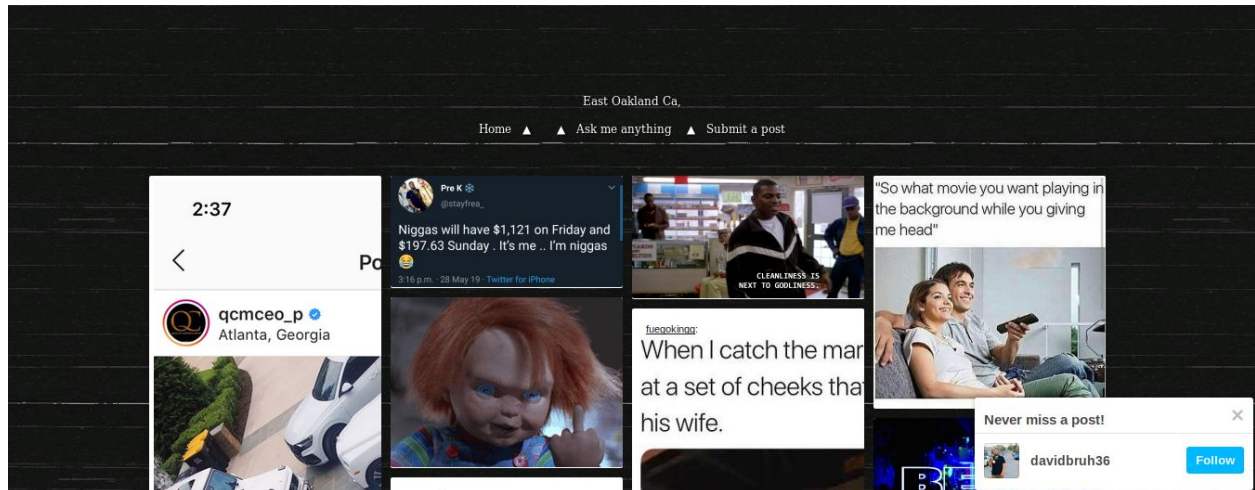 East Oakland Ca,
Home ▲ ▲ Ask me anything ▲ Submit a post
2:37
Po
qcmceo_p
Atlanta, Georgia
Pre K
@stayfrea_
Niggas will have $1,121 on Friday and
$197.63 Sunday . It's me .. I'm niggas
😂
3:16 p.m. · 28 May 19 · Twitter for iPhone
CLEANLINESS IS
NEXT TO GODLINESS.
fuegokingg:
When I catch the mar
at a set of cheeks that
his wife.
"So what movie you want playing in
the background while you giving
me head"
BE
Never miss a post!
davidbruh36
Follow